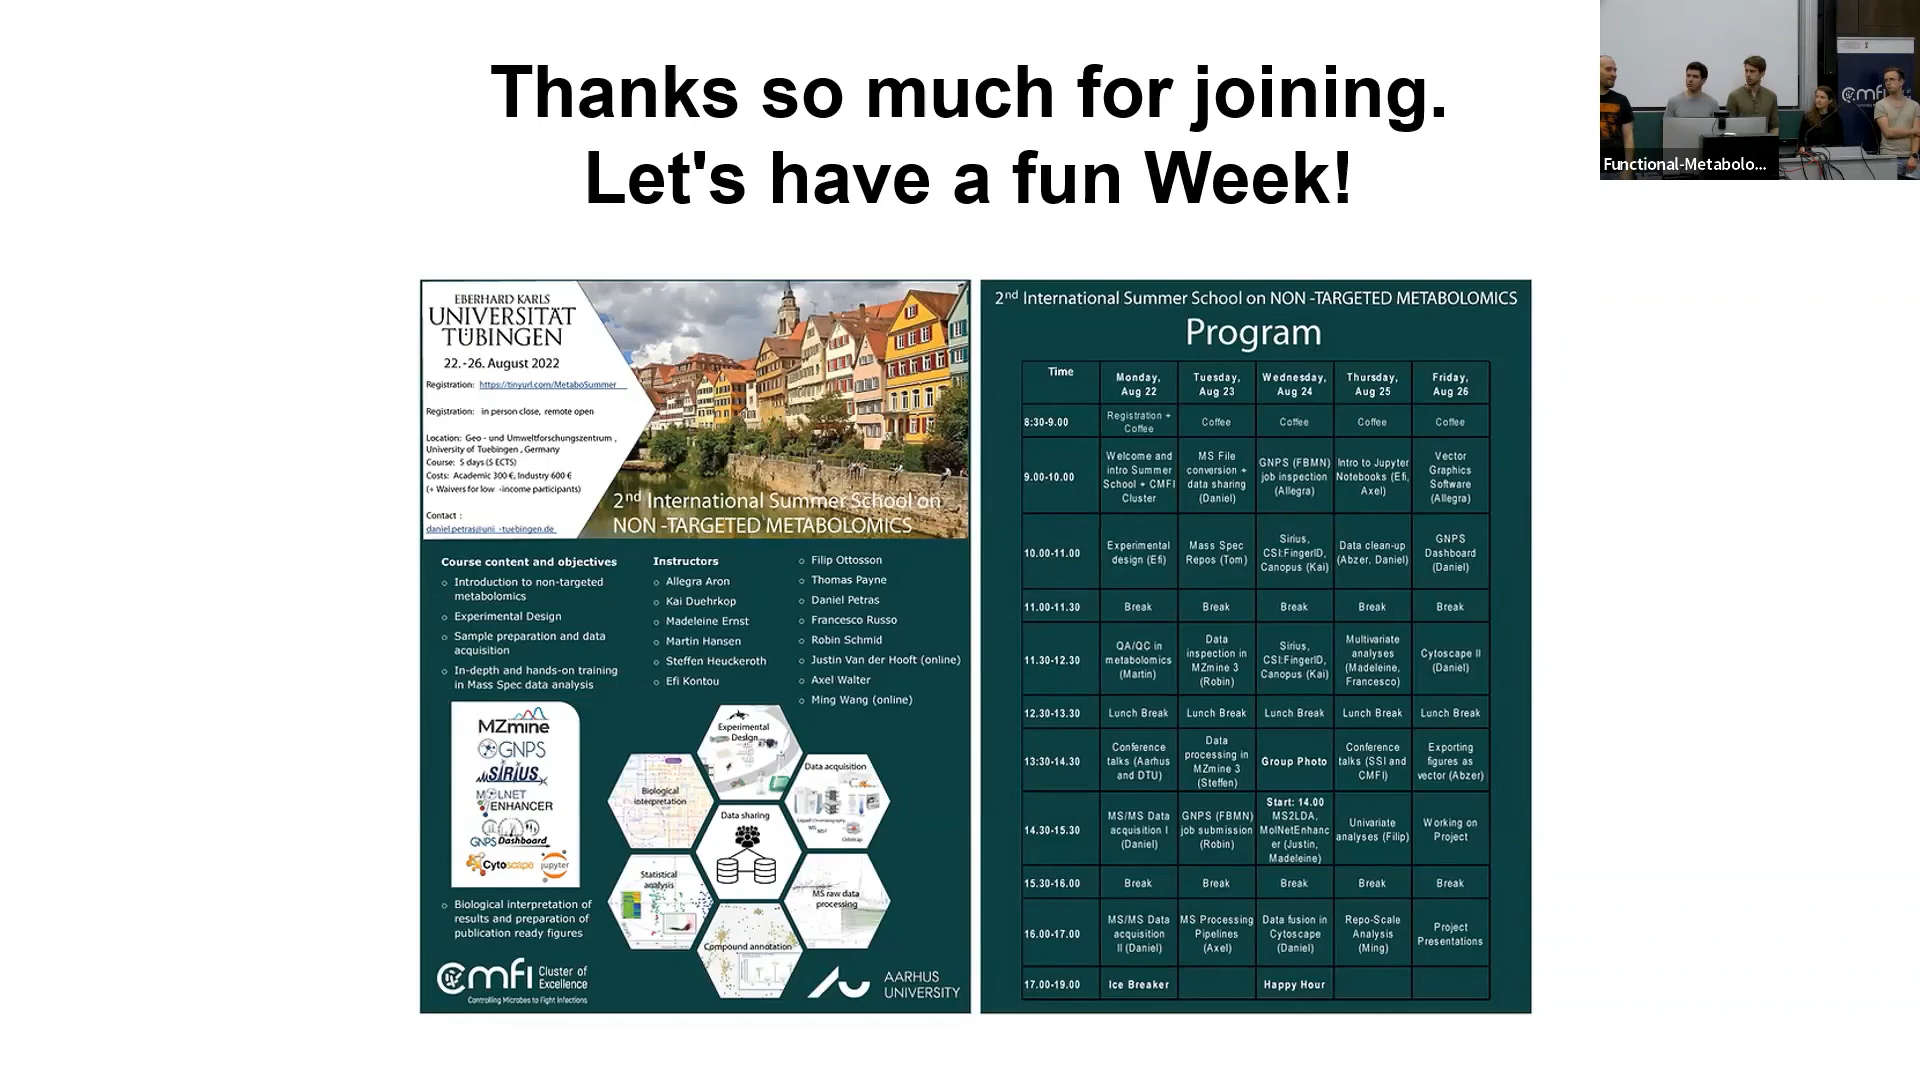 Thanks so much for joining.
Let's have a fun Week!
Functional-Metabolo...
EBERHARD KARLS
UNIVERSITÄT
TÜBINGEN
22.-26. August 2022
Registration: https://tinyurl.com/MetaboSummer
Registration: in person close, remote open
Location: Geo - und Umweltforschungszentrum ,
University of Tuebingen , Germany
Course: 5 days (5 ECTS)
Costs: Academic 300 €, Industry 600 €
(+ Waivers for low -income participants)
Contact :
daniel.petras@uni -tuebingen.de
2nd International Summer School on
NON -TARGETED METABOLOMICS
Course content and objectives
Introduction to non-targeted
metabolomics
Experimental Design
Sample preparation and data
acquisition
In-depth and hands-on training
in Mass Spec data analysis
MZmine
GNPS
SIRIUS
MOLNET
ENHANCER
GNPS Dashboard
Cytoscape jupyter
Biological interpretation of
results and preparation of
publication ready figures
Instructors
Allegra Aron
Kai Duehrkop
Madeleine Ernst
Martin Hansen
Steffen Heuckeroth
Efi Kontou
Filip Ottosson
Thomas Payne
Daniel Petras
Francesco Russo
Robin Schmid
Justin Van der Hooft (online)
Axel Walter
Ming Wang (online)
Experimental
Design
Data acquisition
Biological
interpretation
Data sharing
Statistical
analysis
MS raw data
processing
Compound annotation
cmfi Cluster of
Excellence
Controlling Microbes to Fight Infections
AARHUS
UNIVERSITY
2nd International Summer School on NON -TARGETED METABOLOMICS
Program
Time
Monday,
Aug 22
Tuesday,
Aug 23
Wednesday,
Aug 24
Thursday,
Aug 25
Friday,
Aug 26
8:30-9.00
Registration +
Coffee
Coffee
Coffee
Coffee
Coffee
9.00-10.00
Welcome and
intro Summer
School + CMFI
Cluster
MS File
conversion +
data sharing
(Daniel)
GNPS (FBMN)
job inspection
(Allegra)
Intro to Jupyter
Notebooks (Efi,
Axel)
Vector
Graphics
Software
(Allegra)
10.00-11.00
Experimental
design (Efi)
Mass Spec
Repos (Tom)
Sirius,
CSI:FingerID,
Canopus (Kai)
Data clean-up
(Abzer, Daniel)
GNPS
Dashboard
(Daniel)
11.00-11.30
Break
Break
Break
Break
Break
11.30-12.30
QA/QC in
metabolomics
(Martin)
Data
inspection in
MZmine 3
(Robin)
Sirius,
CSI:FingerID,
Canopus (Kai)
Multivariate
analyses
(Madeleine,
Francesco)
Cytoscape II
(Daniel)
12.30-13.30
Lunch Break
Lunch Break
Lunch Break
Lunch Break
Lunch Break
13:30-14.30
Conference
talks (Aarhus
and DTU)
Data
processing in
MZmine 3
(Steffen)
Group Photo
Conference
talks (SSI and
CMFI)
Exporting
figures as
vector (Abzer)
14.30-15.30
MS/MS Data
acquisition I
(Daniel)
GNPS (FBMN)
job submission
(Robin)
Start: 14.00
MS2LDA,
MolNetEnhanc
er (Justin,
Madeleine)
Univariate
analyses (Filip)
Working on
Project
15.30-16.00
Break
Break
Break
Break
Break
16.00-17.00
MS/MS Data
acquisition
II (Daniel)
MS Processing
Pipelines
(Axel)
Data fusion in
Cytoscape
(Daniel)
Repo-Scale
Analysis
(Ming)
Project
Presentations
17.00-19.00
Ice Breaker
Happy Hour